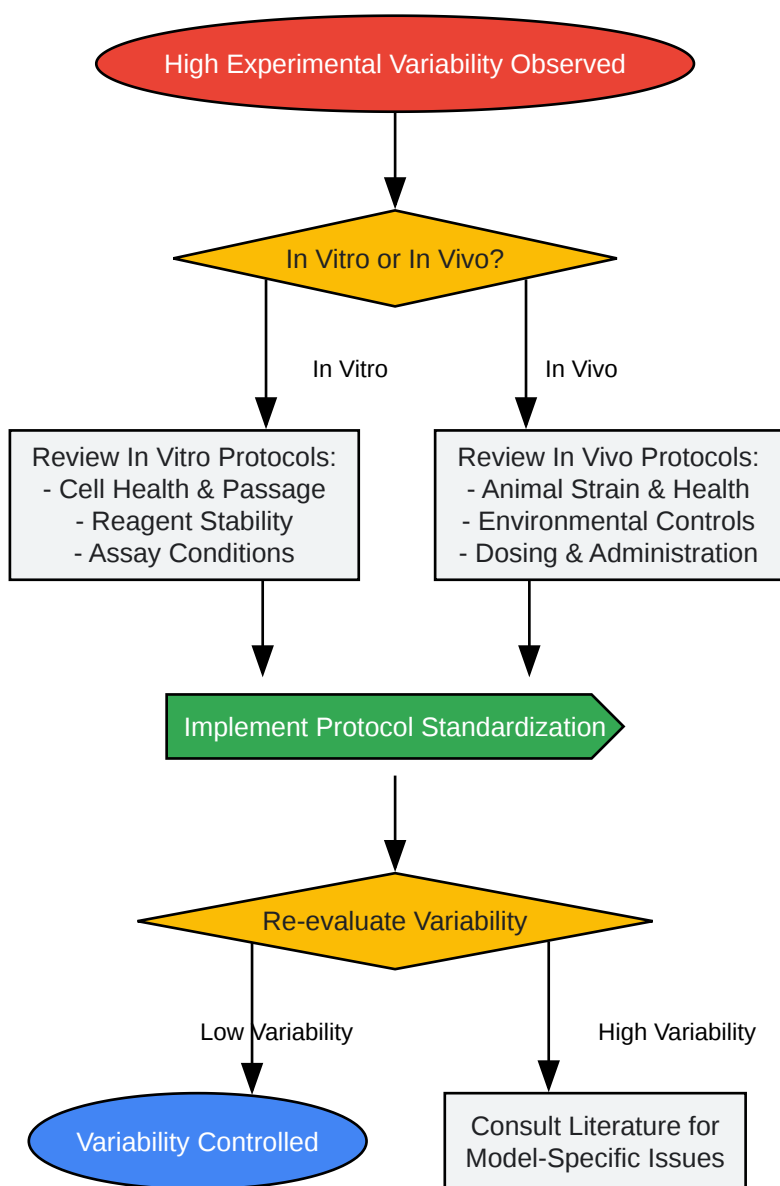 High Experimental Variability Observed
In Vitro or In Vivo?
In Vitro
In Vivo
Review In Vitro Protocols:
- Cell Health & Passage
- Reagent Stability
- Assay Conditions
Review In Vivo Protocols:
- Animal Strain & Health
- Environmental Controls
- Dosing & Administration
Implement Protocol Standardization
Re-evaluate Variability
Low Variability
High Variability
Variability Controlled
Consult Literature for
Model-Specific Issues